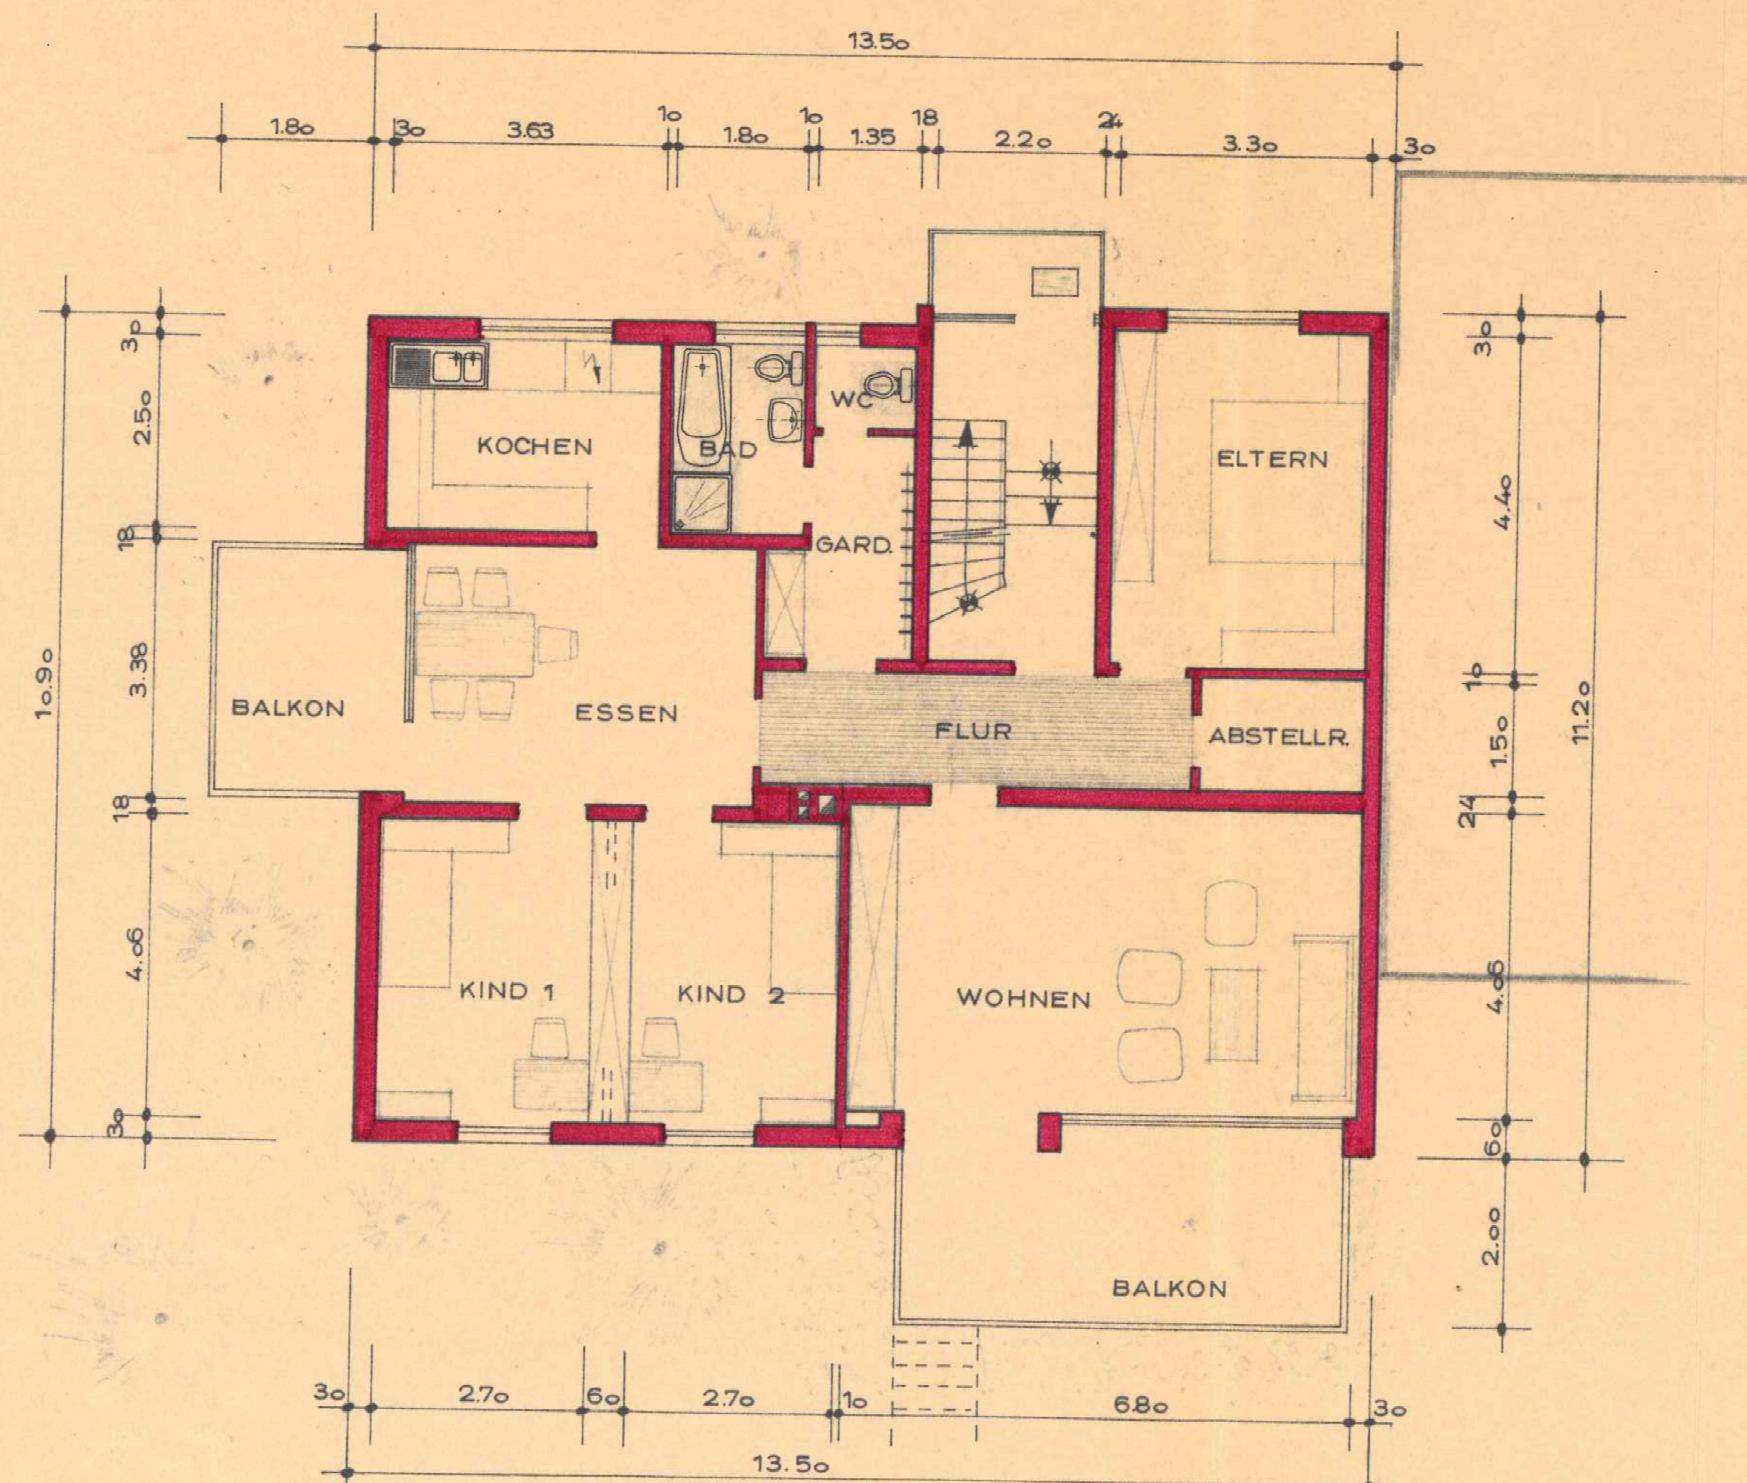 13.50
1.80 30 3.63 10 1.80 10 1.35 18 2.20 24 3.30 30
30
2.50
18
3.38
18
4.06
30
10.90
KOCHEN
BAD
WC
GARD.
ELTERN
BALKON
ESSEN
FLUR
ABSTELLR.
KIND 1
KIND 2
WOHNEN
BALKON
30
4.40
10
1.50
24
4.06
60
2.00
11.20
30 2.70 60 2.70 10 6.80 30
13.50